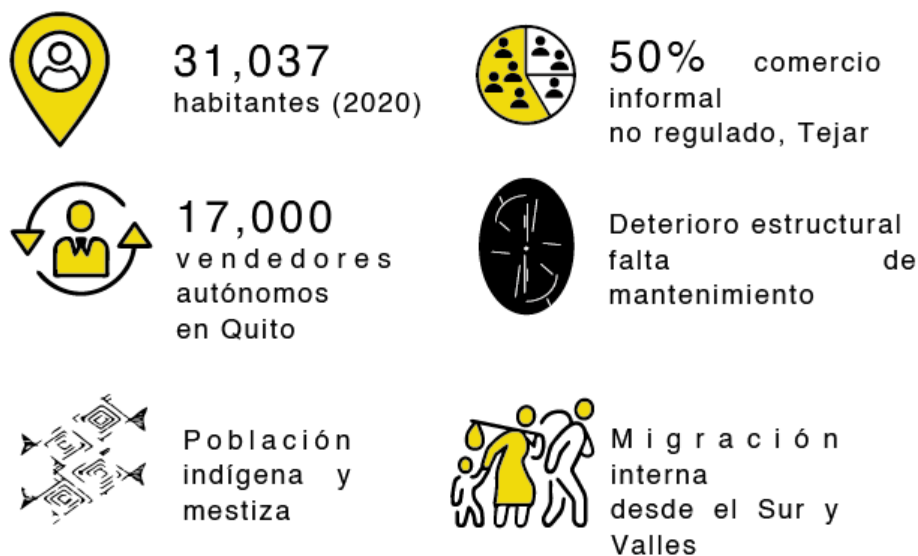 31,037
habitantes (2020)
50% comercio
informal
no regulado, Tejar
17,000
vendedores
autónomos
en Quito
Deterioro estructural
falta de
mantenimiento
Población
indígena y
mestiza
Migración
interna
desde el Sur y
Valles